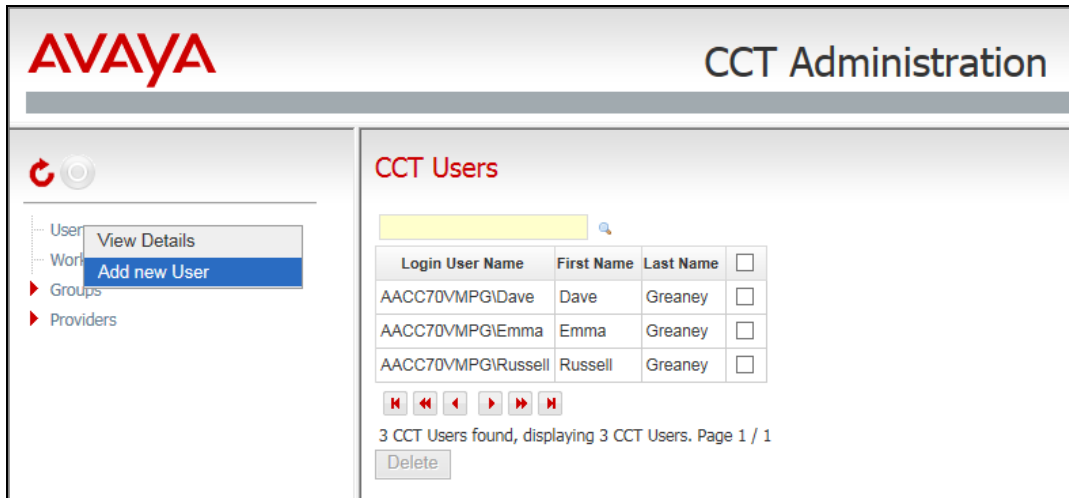 AVAYA
CCT Administration
User
View Details
Work
Add new User
Groups
Providers
CCT Users
Login User Name First Name Last Name
AACC70VMPG\Dave Dave Greaney
AACC70VMPG\Emma Emma Greaney
AACC70VMPG\Russell Russell Greaney
3 CCT Users found, displaying 3 CCT Users. Page 1 / 1
Delete